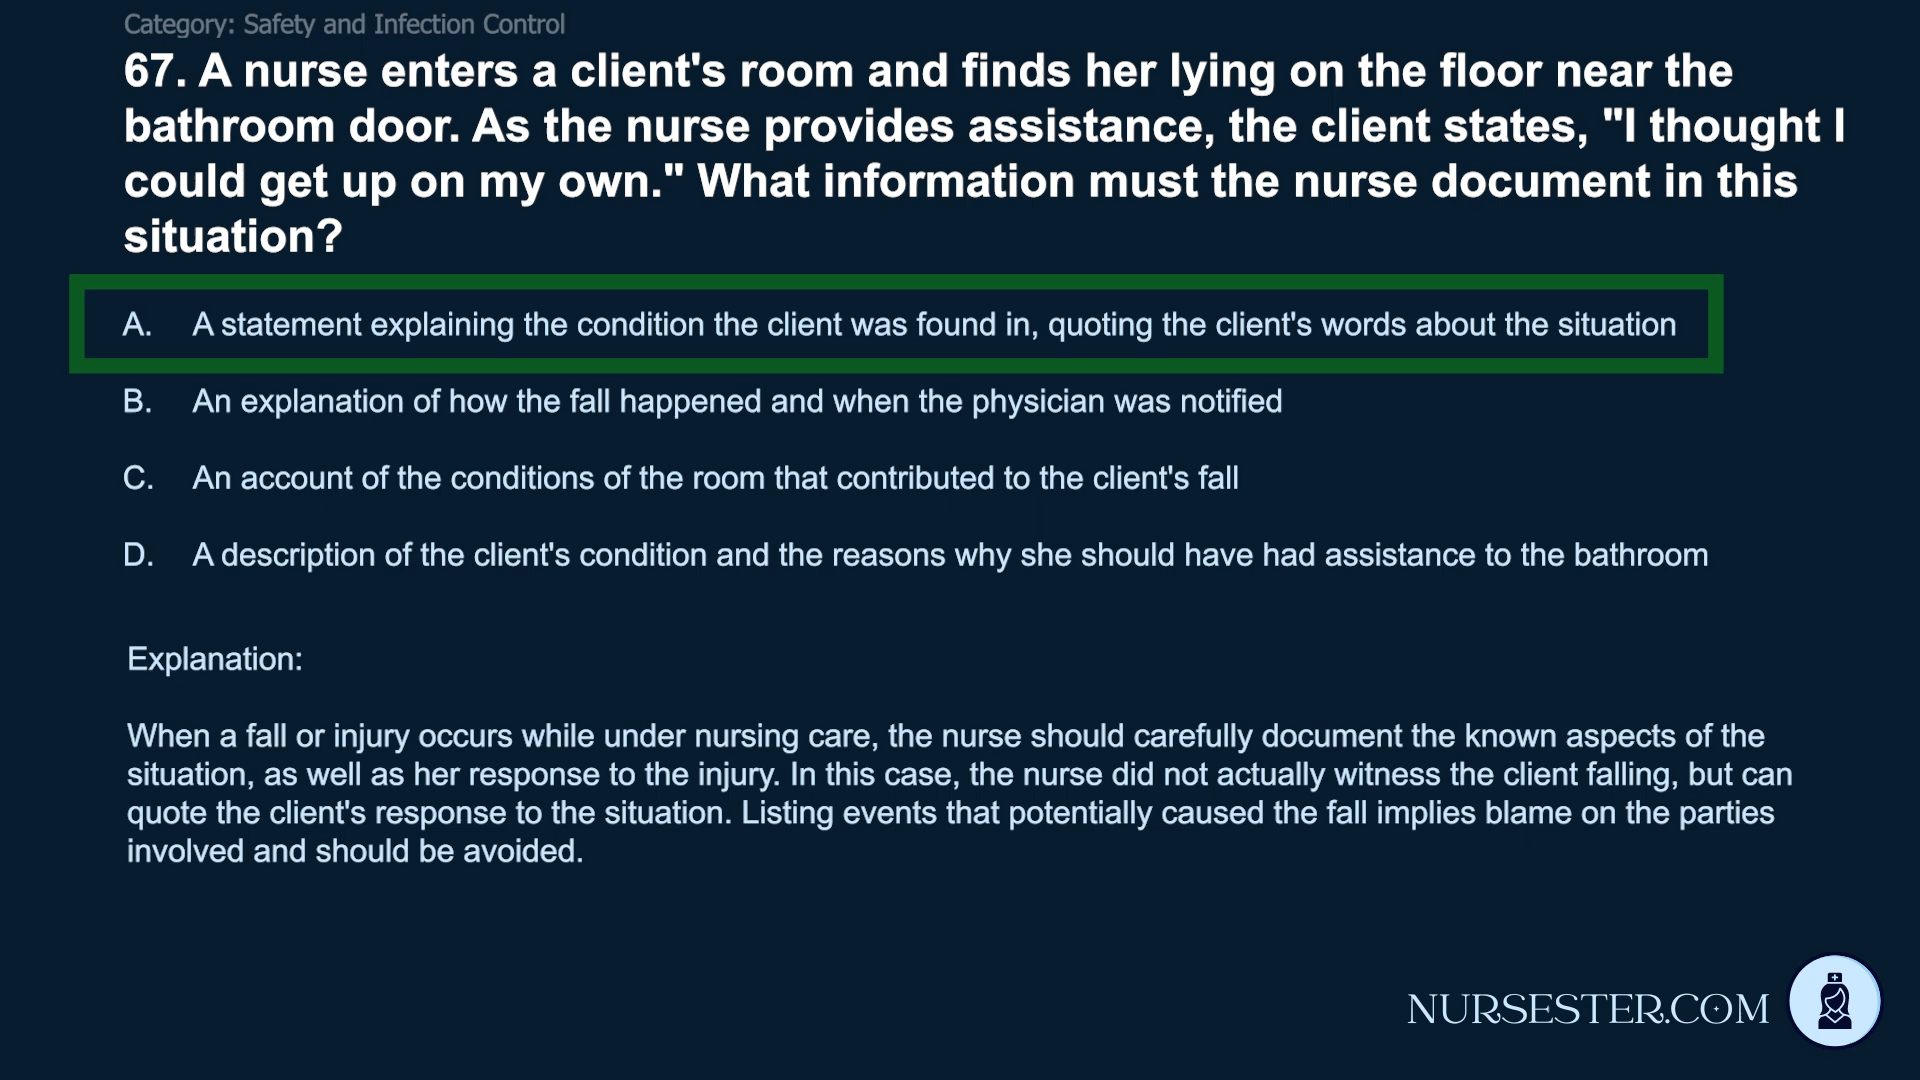 Category: Safety and Infection Control
67. A nurse enters a client's room and finds her lying on the floor near the
bathroom door. As the nurse provides assistance, the client states, "I thought I
could get up on my own." What information must the nurse document in this
situation?
A. A statement explaining the condition the client was found in, quoting the client's words about the situation
B. An explanation of how the fall happened and when the physician was notified
C. An account of the conditions of the room that contributed to the client's fall
D. A description of the client's condition and the reasons why she should have had assistance to the bathroom
Explanation:
When a fall or injury occurs while under nursing care, the nurse should carefully document the known aspects of the
situation, as well as her response to the injury. In this case, the nurse did not actually witness the client falling, but can
quote the client's response to the situation. Listing events that potentially caused the fall implies blame on the parties
involved and should be avoided.
NURSESTER.COM